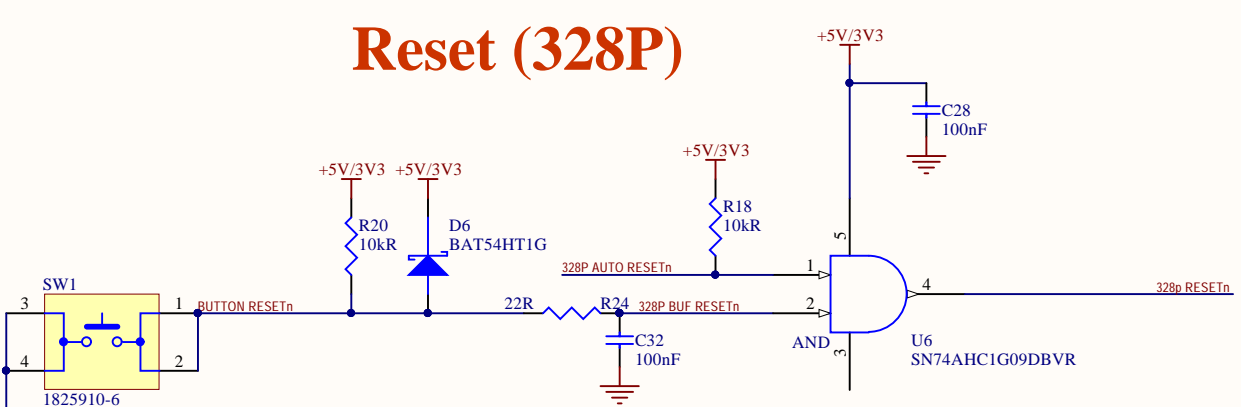 Reset (328P)
+5V/3V3
C28
100nF
+5V/3V3
+5V/3V3 +5V/3V3
R18
10kR
R20
10kR
D6
BAT54HT1G
5
328P AUTO RESETn
1
SW1
3
1
BUTTON RESETn
22R
R24
328P BUF RESETn
2
4
328p RESETn
4
2
C32
100nF
AND
3
U6
SN74AHC1G09DBVR
1825910-6